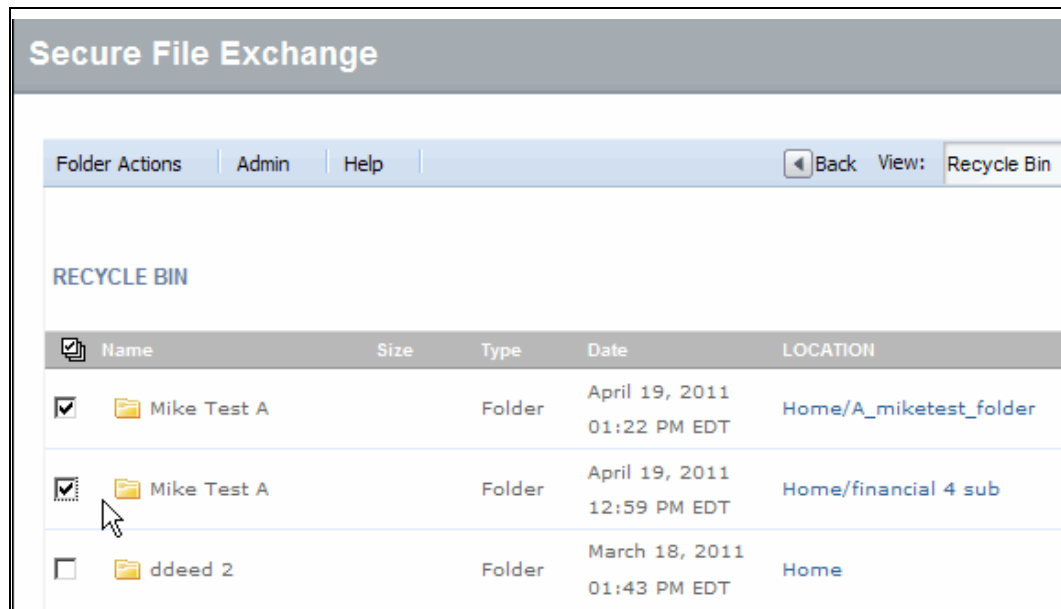 Secure File Exchange
Folder Actions Admin Help Back View: Recycle Bin
RECYCLE BIN
Name Size Type Date LOCATION
Mike Test A Folder April 19, 2011 01:22 PM EDT Home/A_miketest_folder
Mike Test A Folder April 19, 2011 12:59 PM EDT Home/financial 4 sub
ddeed 2 Folder March 18, 2011 01:43 PM EDT Home